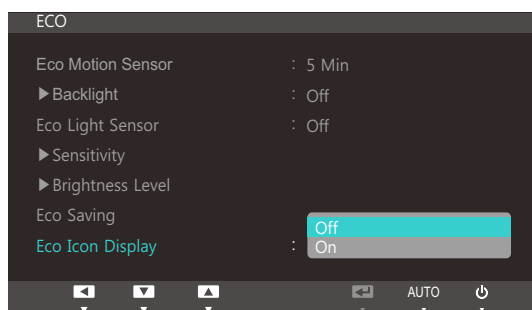 ECO
Eco Motion Sensor : 5 Min
▶Backlight : Off
Eco Light Sensor : Off
▶Sensitivity
▶Brightness Level
Eco Saving
Off
Eco Icon Display : On
AUTO